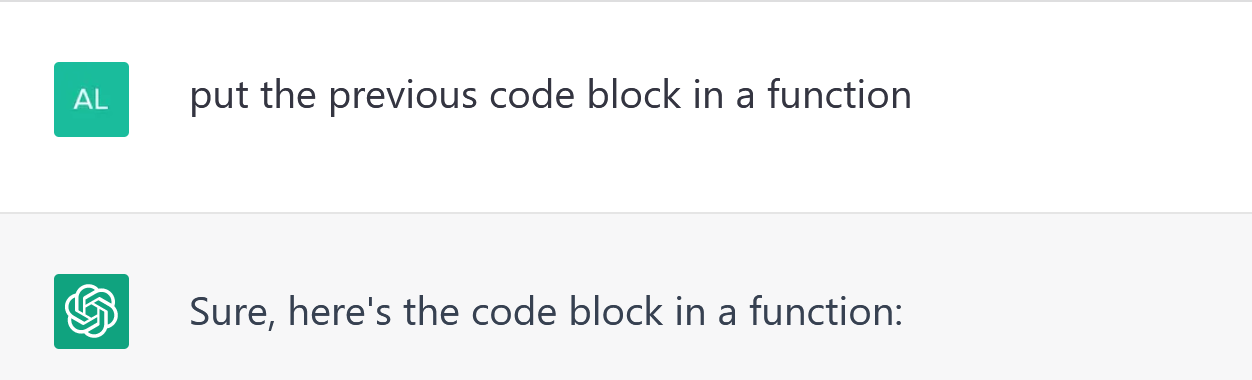 AL
put the previous code block in a function
Sure, here's the code block in a function: